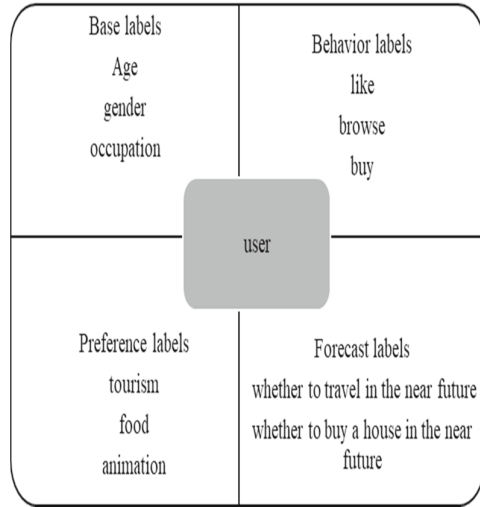 Base labels
Age
gender
occupation
Behavior labels
like
browse
buy
user
Preference labels
tourism
food
animation
Forecast labels
whether to travel in the near future
whether to buy a house in the near
future